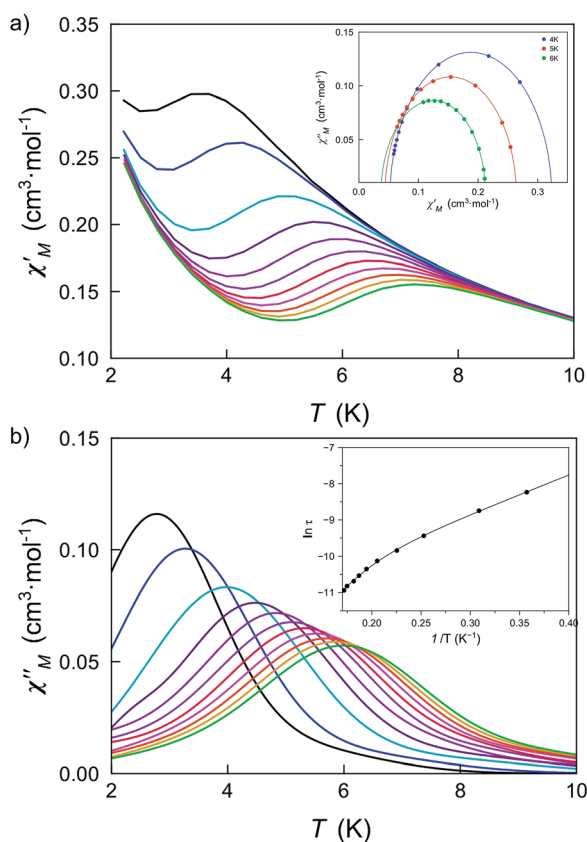 a)
χ′M (cm³·mol⁻¹)
0.35
0.30
0.25
0.20
0.15
0.10
2
4
6
8
10
T (K)
χ″M (cm³·mol⁻¹)
0.15
0.10
0.05
0.0
0.1
0.2
0.3
χ′M (cm³·mol⁻¹)
4K
5K
6K
b)
χ″M (cm³·mol⁻¹)
0.15
0.10
0.05
0.00
2
4
6
8
10
T (K)
ln τ
−7
−8
−9
−10
−11
0.20
0.25
0.30
0.35
0.40
1/T (K⁻¹)